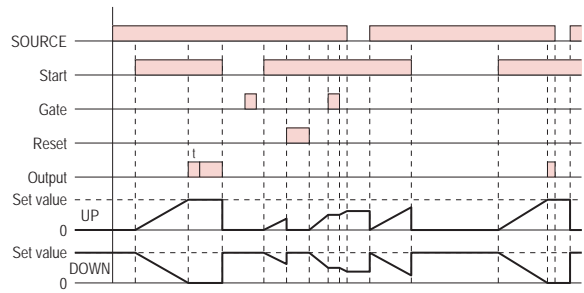 SOURCE
Start
Gate
Reset
t
Output
Set value
UP
0
Set value
DOWN
0